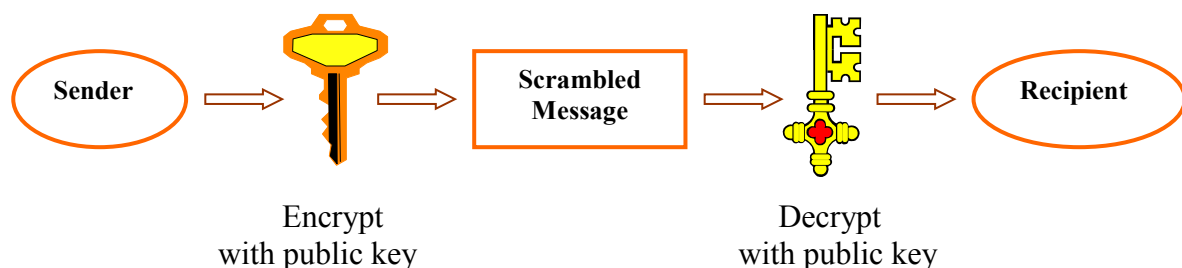 Sender
Scrambled
Message
Recipient
Encrypt
with public key
Decrypt
with public key